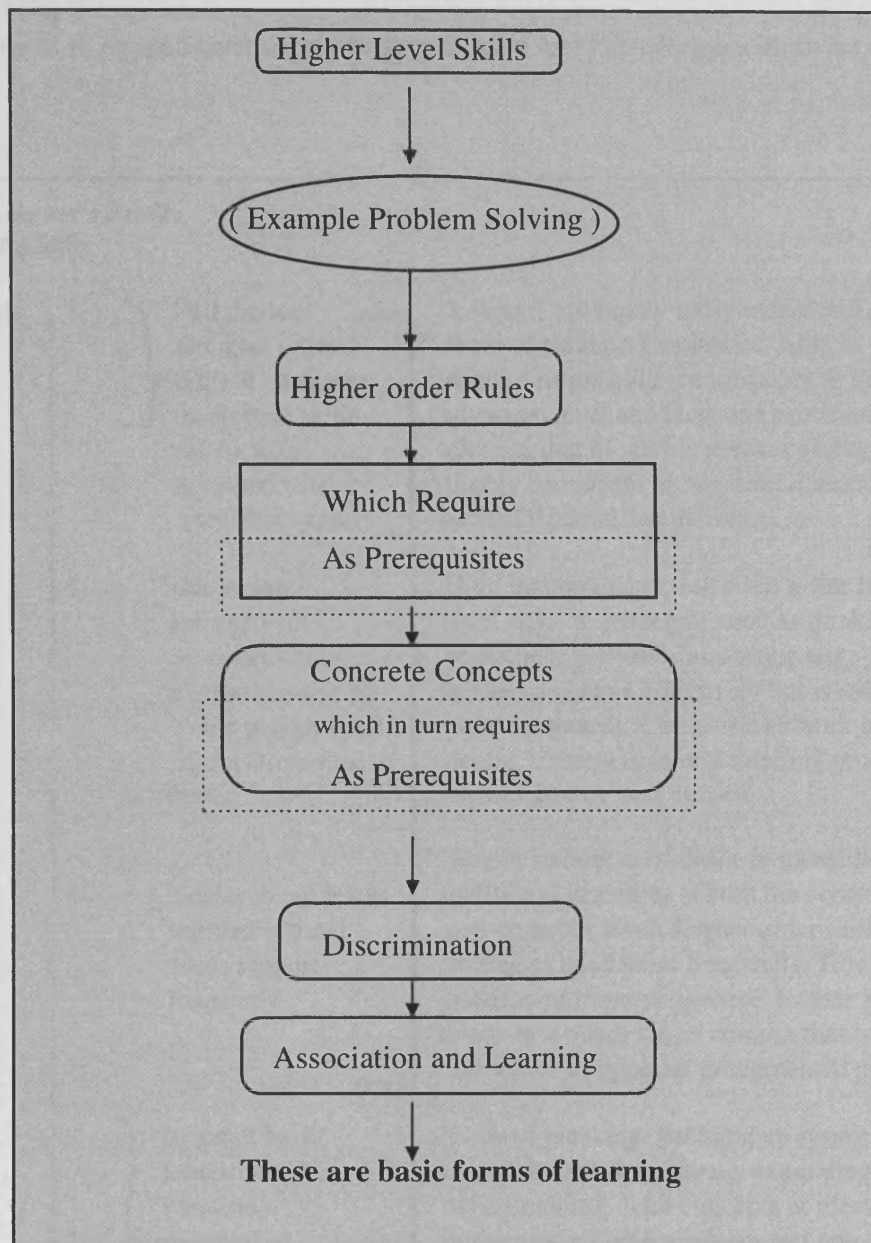 Higher Level Skills
( Example Problem Solving )
Higher order Rules
Which Require
As Prerequisites
Concrete Concepts
which in turn requires
As Prerequisites
Discrimination
Association and Learning
These are basic forms of learning